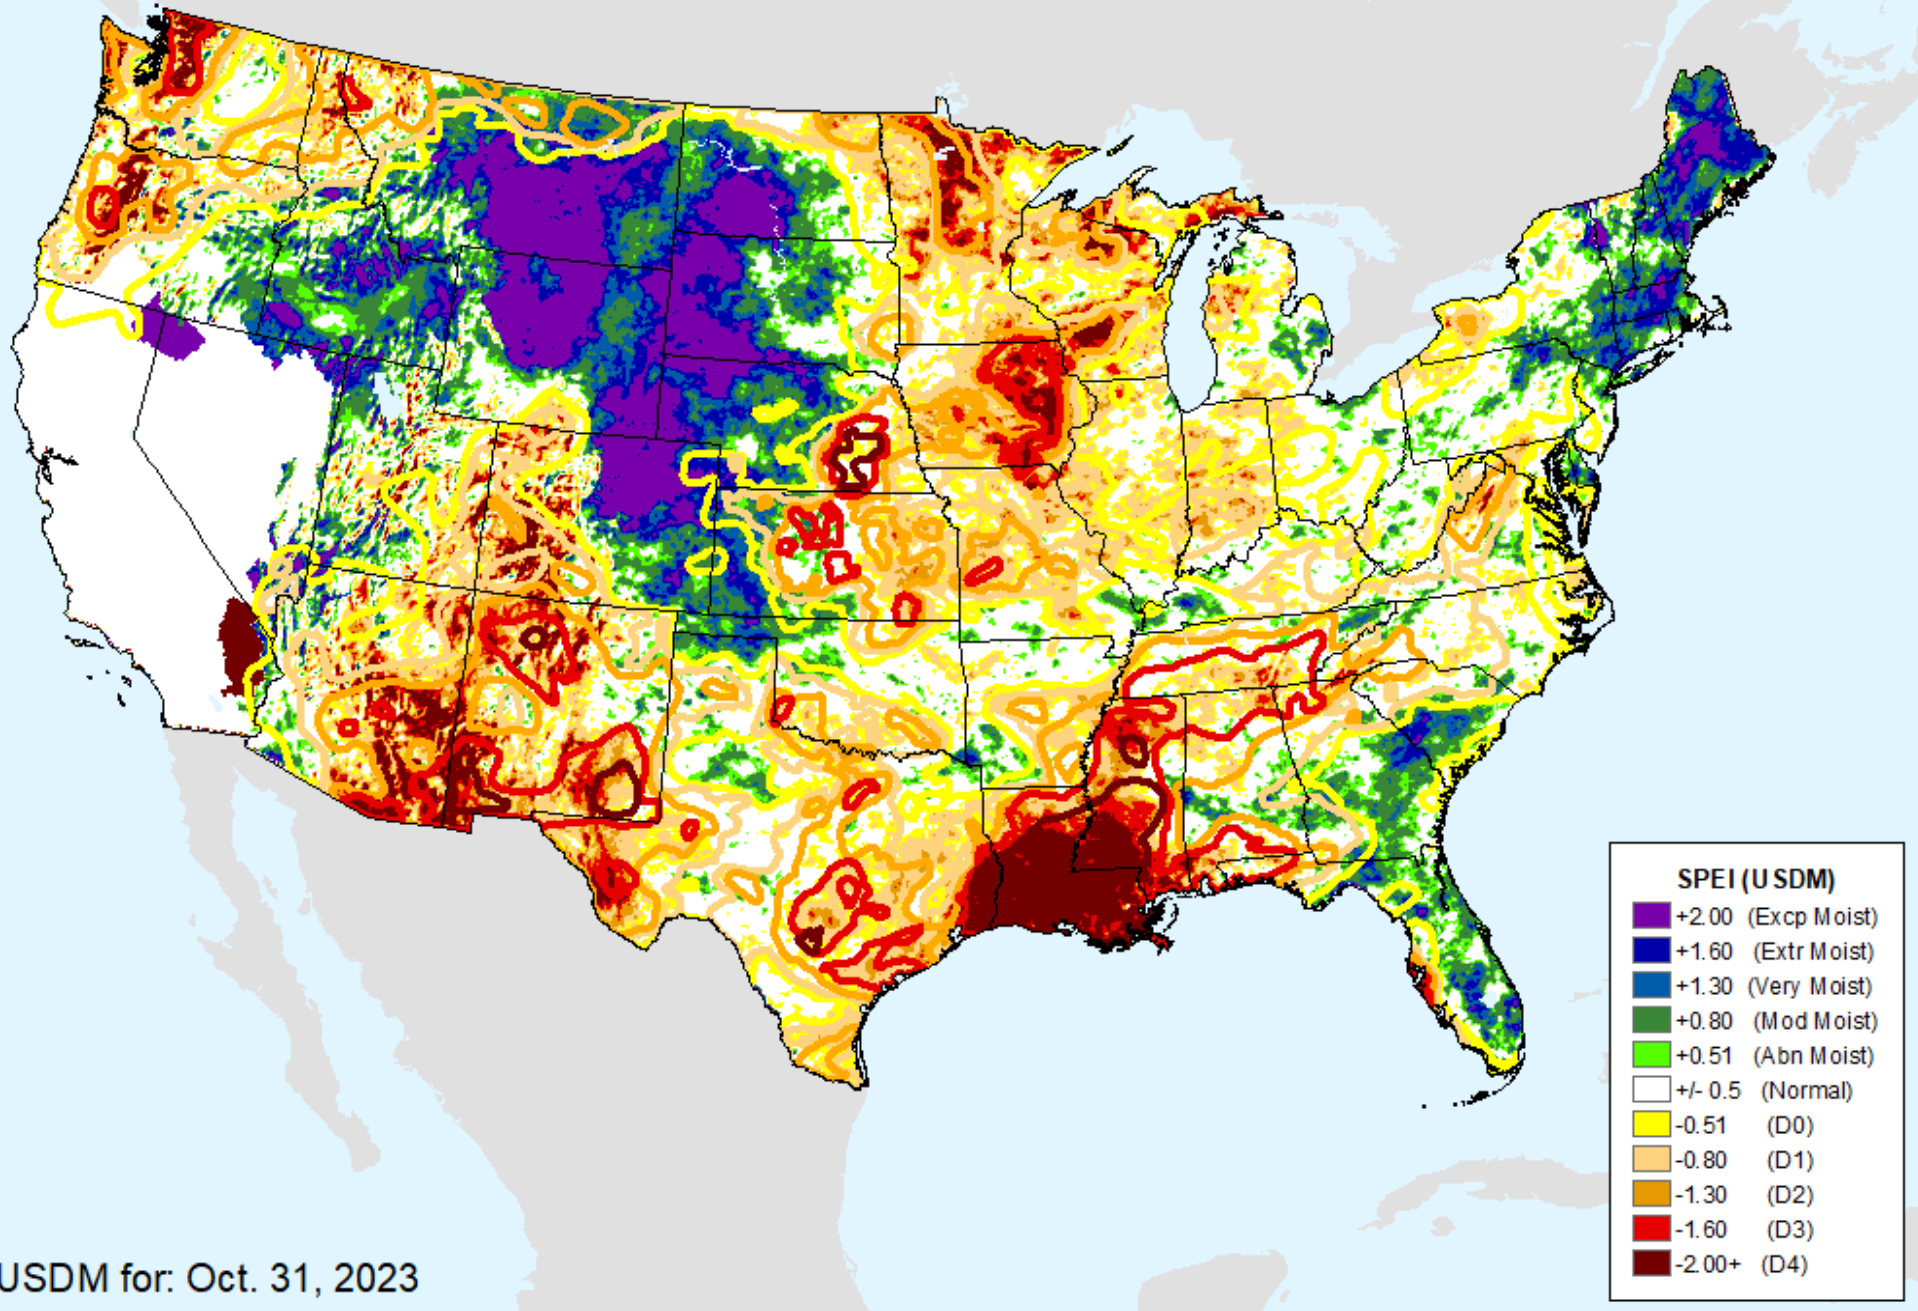 SPEI (USDM)
+2.00 (Excp Moist)
+1.60 (Extr Moist)
+1.30 (Very Moist)
+0.80 (Mod Moist)
+0.51 (Abn Moist)
+/- 0.5 (Normal)
-0.51 (D0)
-0.80 (D1)
-1.30 (D2)
-1.60 (D3)
-2.00+ (D4)
USDM for: Oct. 31, 2023